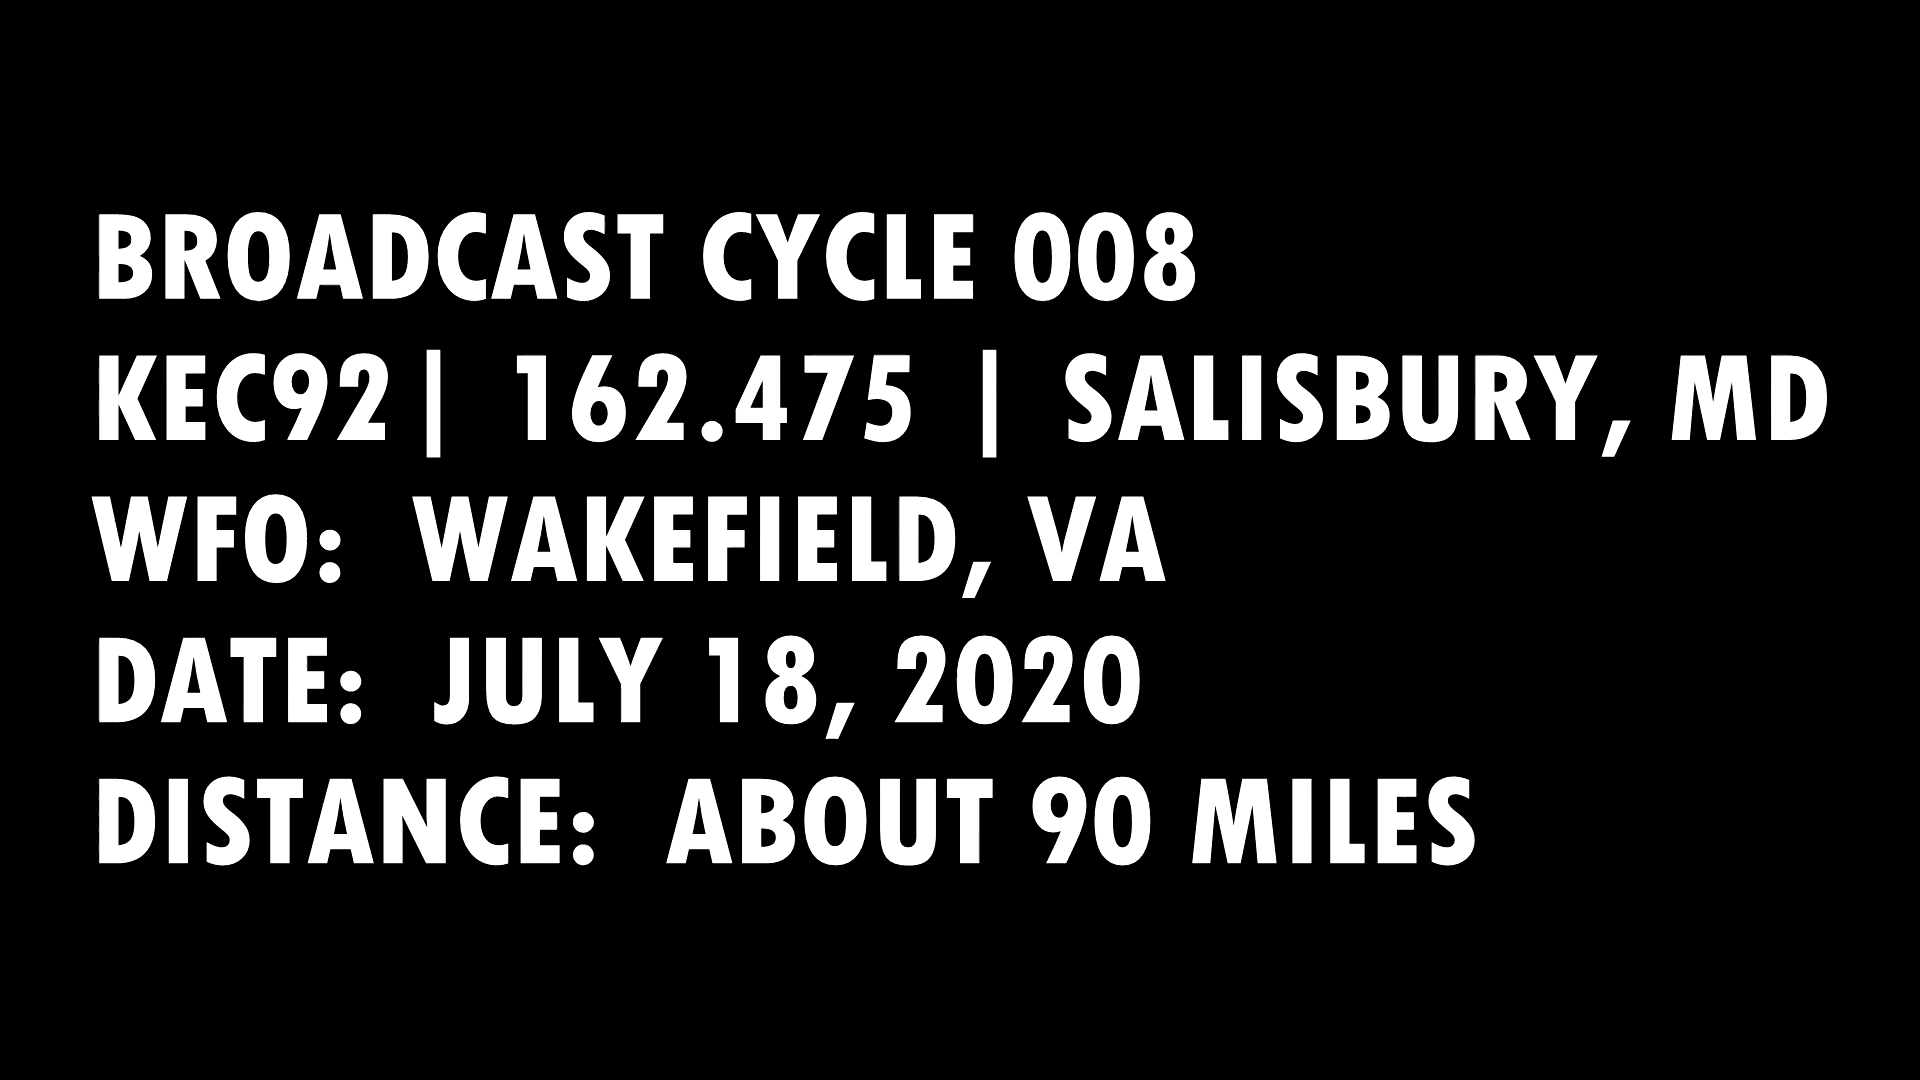 BROADCAST CYCLE 008
KEC92| 162.475 | SALISBURY, MD
WFO:  WAKEFIELD, VA
DATE:  JULY 18, 2020
DISTANCE:  ABOUT 90 MILES